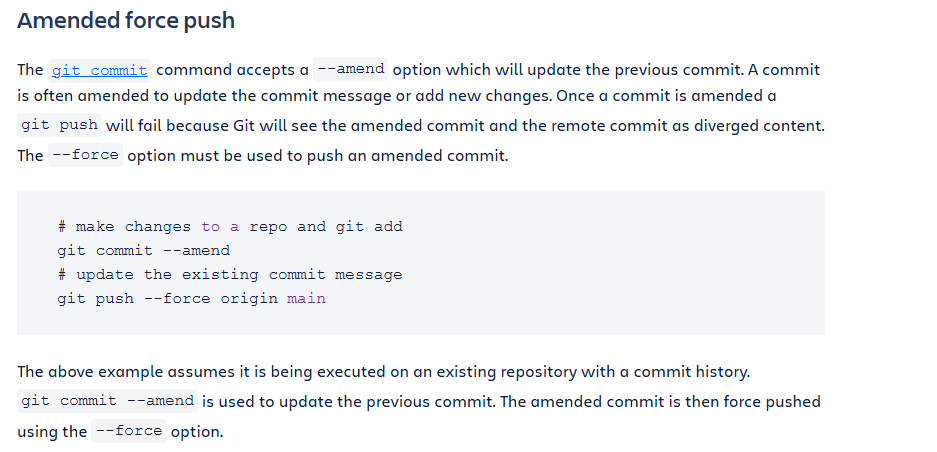 Amended force push
The git commit command accepts a --amend option which will update the previous commit. A commit
is often amended to update the commit message or add new changes. Once a commit is amended a
git push will fail because Git will see the amended commit and the remote commit as diverged content.
The --force option must be used to push an amended commit.
# make changes to a repo and git add
git commit --amend
# update the existing commit message
git push --force origin main
The above example assumes it is being executed on an existing repository with a commit history.
git commit --amend is used to update the previous commit. The amended commit is then force pushed
using the --force option.